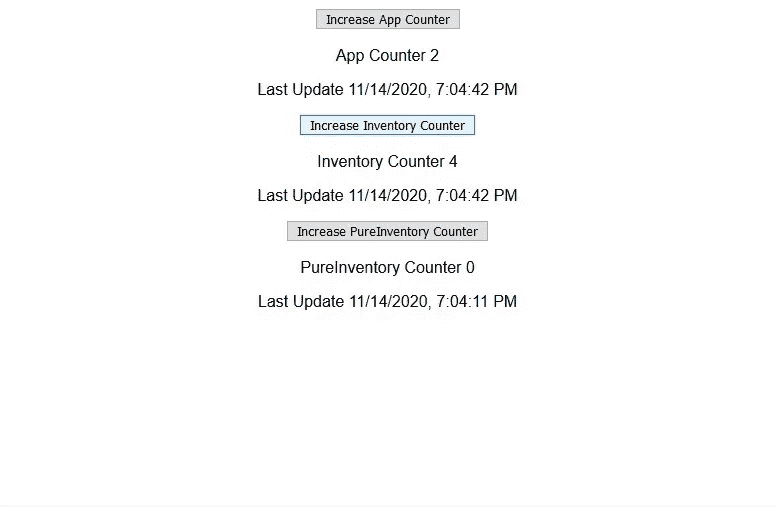 Increase App Counter
App Counter 2
Last Update 11/14/2020, 7:04:42 PM
Increase Inventory Counter
Inventory Counter 4
Last Update 11/14/2020, 7:04:42 PM
Increase PureInventory Counter
PureInventory Counter 0
Last Update 11/14/2020, 7:04:11 PM